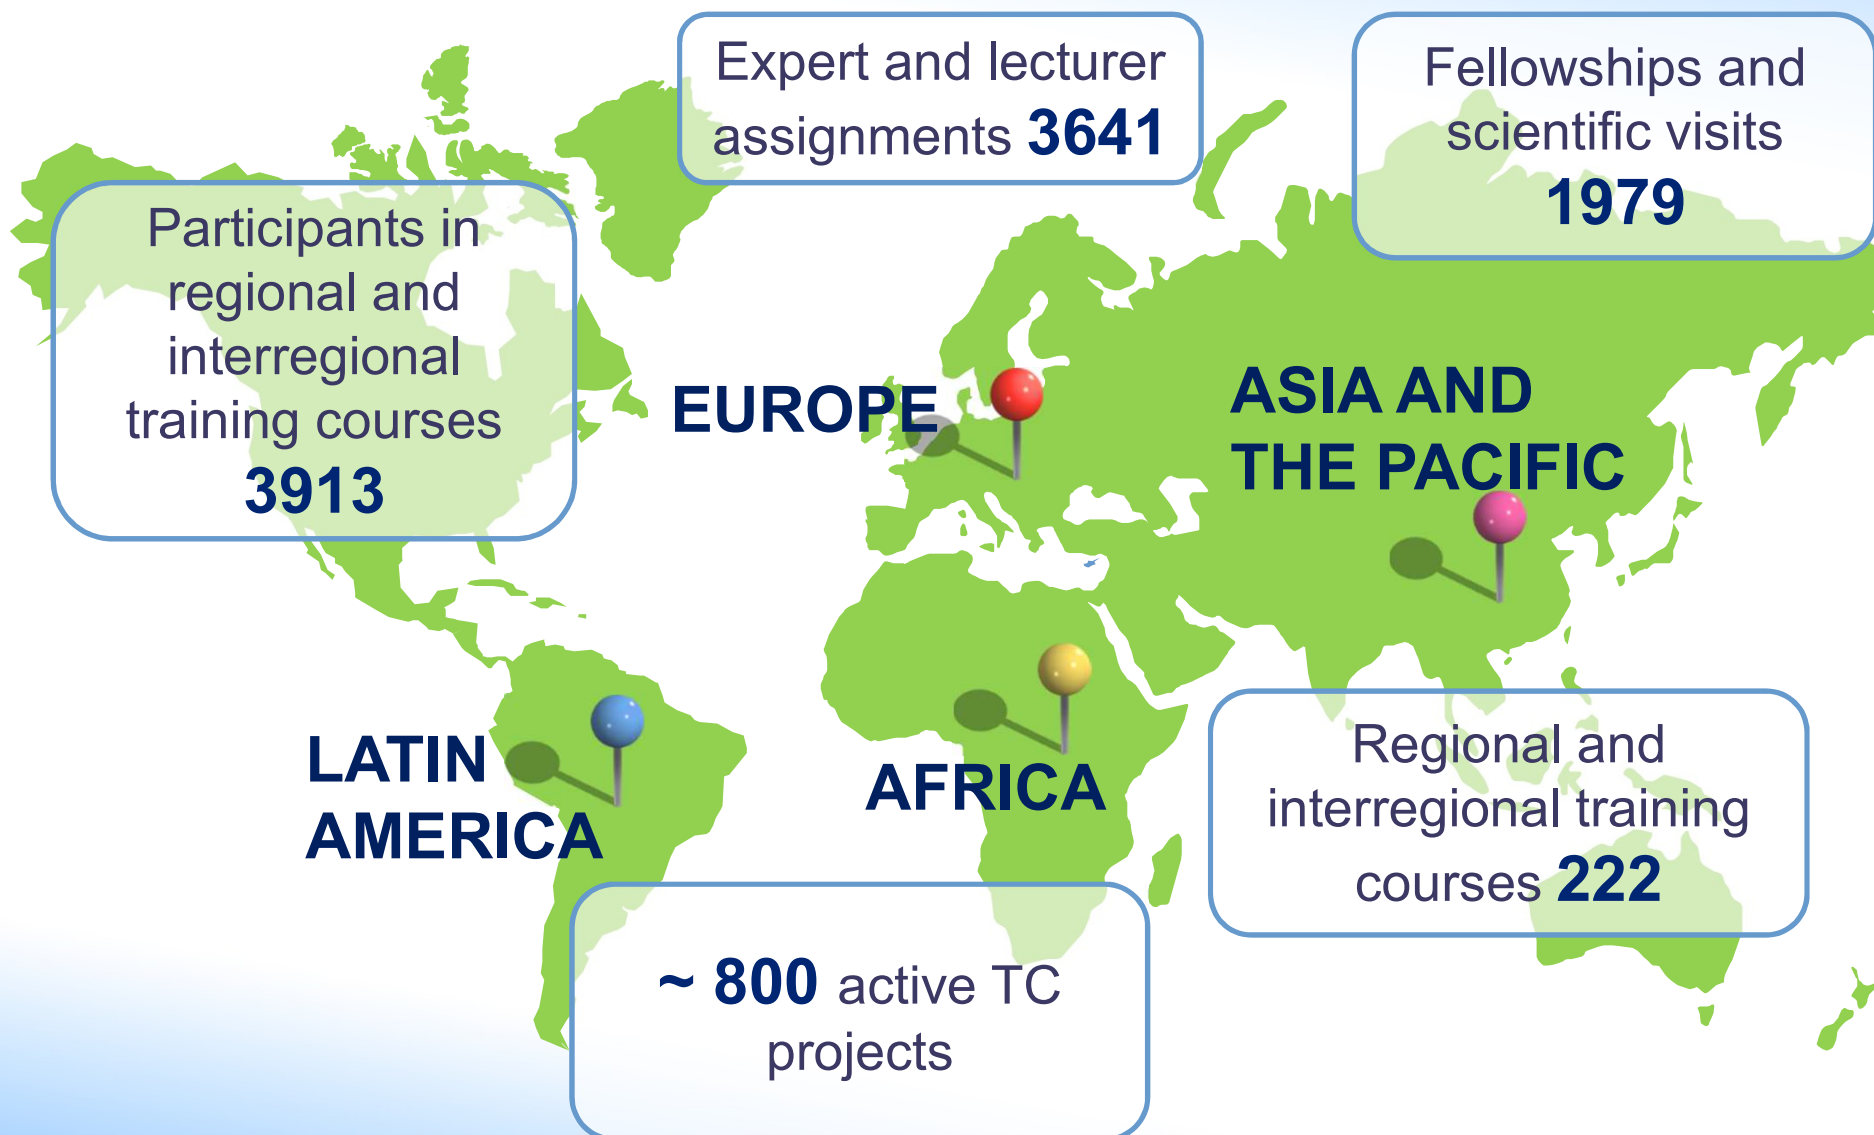 Expert and lecturer
assignments 3641
Fellowships and
scientific visits
1979
Participants in
regional and
interregional
training courses
3913
EUROPE
ASIA AND
THE PACIFIC
LATIN
AMERICA
AFRICA
Regional and
interregional training
courses 222
~ 800 active TC
projects